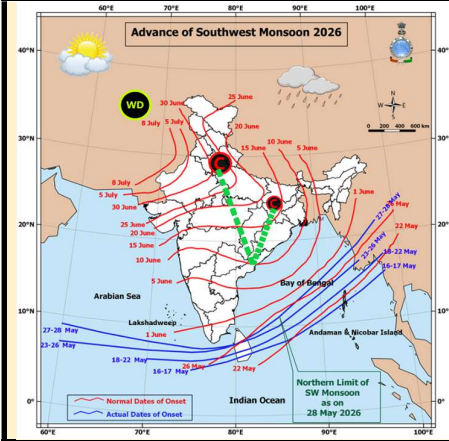 Advance of Southwest Monsoon 2026
40°N
40°N
WD
25 June
30 June
8 July
5 July
20 June
10 June
15 June
5 June
N
W
E
S
0
200
400
600 km
30°N
30°N
C
C
8 July
5 July
30 June
25 June
20 June
15 June
10 June
5 June
1 June
27-28 May
22 May
23-26 May
18-22 May
16-17 May
20°N
20°N
Arabian Sea
Bay of Bengal
Lakshadweep
Andaman & Nicobar Island
10°N
10°N
27-28 May
23-26 May
18-22 May
16-17 May
1 June
26 May
22 May
Northern Limit of
SW Monsoon
as on
28 May 2026
Normal Dates of Onset
Actual Dates of Onset
Indian Ocean
0°
0°
60°E
70°E
80°E
90°E
100°E